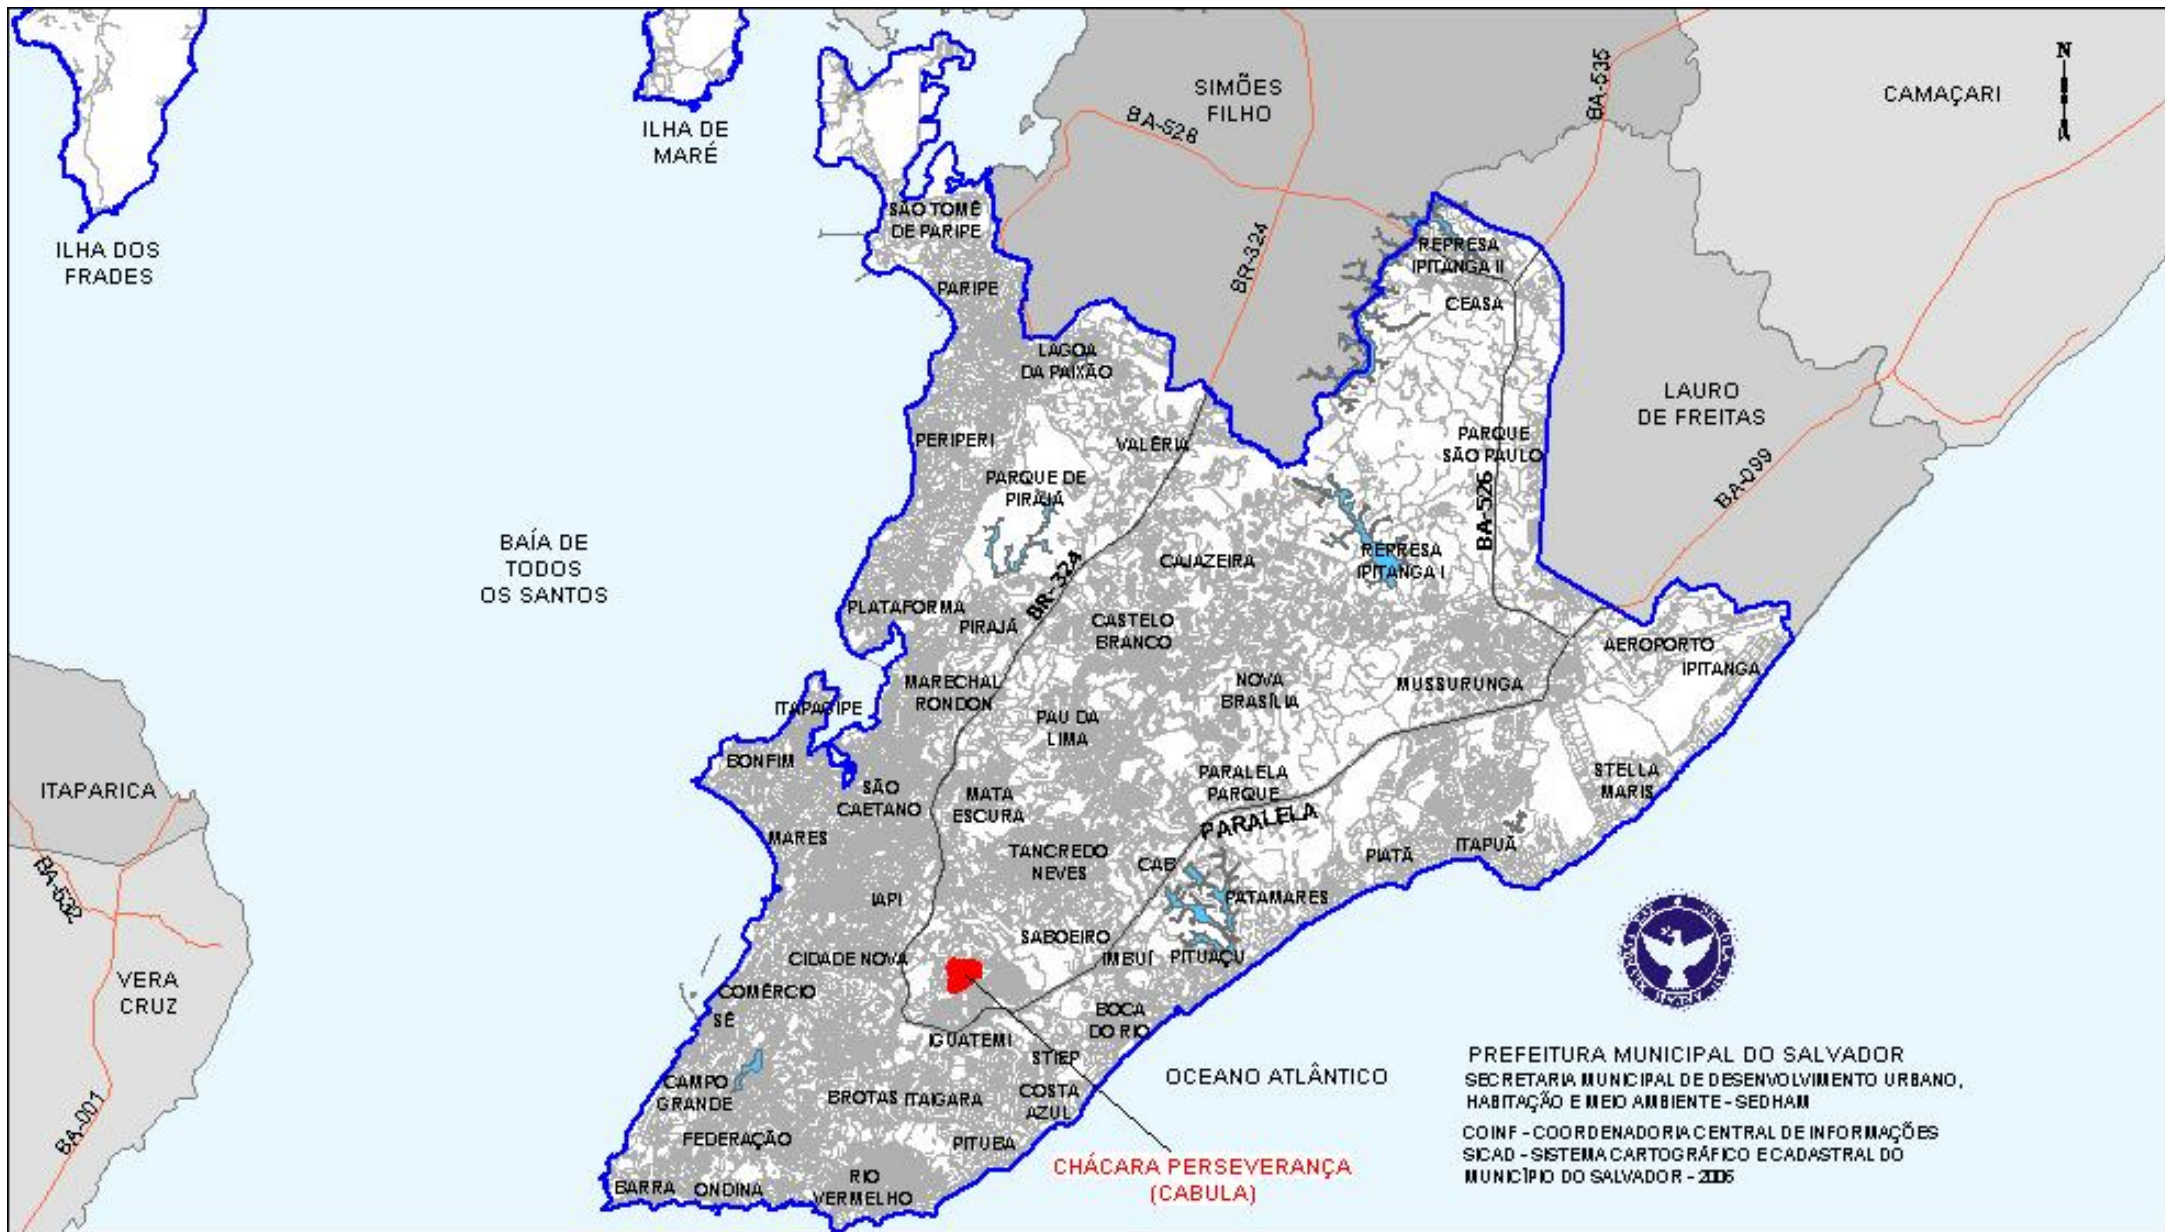 N
SIMÕES
FILHO
BA-535
CAMAÇARI
BA-528
ILHA DE
MARÉ
SÃO TOMÉ
DE PARIPE
ILHA DOS
FRADES
BR-324
REPRESA
IPITANGA II
PARIPE
CEASA
LAGOA
DA PAIXÃO
LAURO
DE FREITAS
PERIPERI
VALÉRIA
PARQUE
SÃO PAULO
PARQUE DE
PIRAJÁ
BA-099
BA-526
BAÍA DE
TODOS
OS SANTOS
CAJAZEIRA
REPRESA
IPITANGA I
BR-324
PLATAFORMA
PIRAJÁ
CASTELO
BRANCO
AEROPORTO
IPITANGA
MARECHAL
RONDON
NOVA
BRASÍLIA
MUSSURUNGA
ITAPAGIPE
PAU DA
LIMA
BONFIM
PARALELA
PARQUE
STELLA
MARIS
ITAPARICA
SÃO
CAETANO
MATA
ESCURA
PARALELA
MARES
ITAPUÃ
TANCREDO
NEVES
CAB
PIATÃ
BA-532
IAPI
PATAMARES
SABOEIRO
CIDADE NOVA
IMBUÍ
PITUAÇU
VERA
CRUZ
COMÉRCIO
SÉ
BOCA
DO RIO
IGUATEMI
STIEP
OCEANO ATLÂNTICO
CAMPO
GRANDE
BROTAS
ITAIGARA
COSTA
AZUL
BA-001
FEDERAÇÃO
PITUBA
CHÁCARA PERSEVERANÇA
(CABULA)
BARRA
ONDINA
RIO
VERMELHO
PREFEITURA MUNICIPAL DO SALVADOR
SECRETARIA MUNICIPAL DE DESENVOLVIMENTO URBANO,
HABITAÇÃO E MEIO AMBIENTE - SEDHAM
COINF - COORDENADORIA CENTRAL DE INFORMAÇÕES
SICAD - SISTEMA CARTOGRÁFICO E CADASTRAL DO
MUNICÍPIO DO SALVADOR - 2006